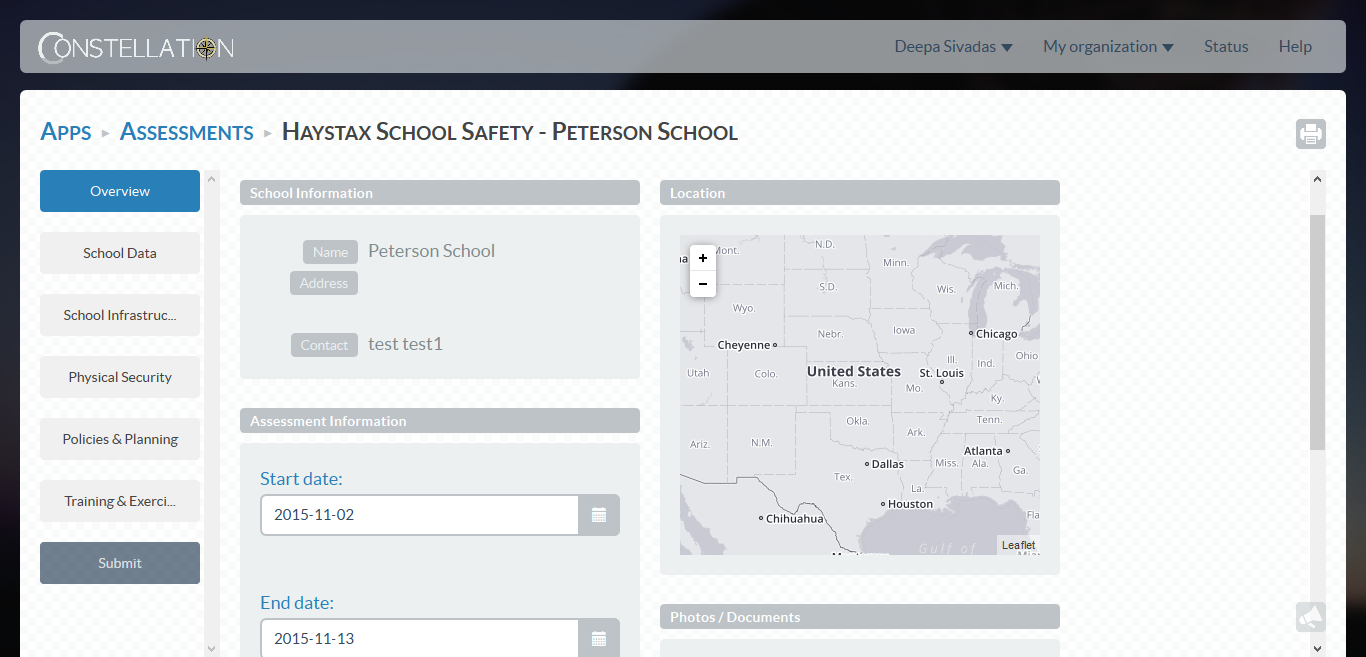 CONSTELLATION
Deepa Sivadas
My organization
Status
Help
APPS ▸ ASSESSMENTS ▸ HAYSTAX SCHOOL SAFETY - PETERSON SCHOOL
Overview
School Data
School Infrastruc...
Physical Security
Policies & Planning
Training & Exerci...
Submit
School Information
Name Peterson School
Address
Contact test test1
Assessment Information
Start date:
2015-11-02
End date:
2015-11-13
Location
+
−
Mont.
N.D.
Minn.
S.D.
Wis.
Mich.
Wyo.
Nebr.
Iowa
Chicago
Cheyenne
Ill.
Ind.
Ohio
Utah
Colo.
United States
St. Louis
Kans.
Mo.
Ky.
Okla.
Tenn.
Ariz.
N.M.
Ark.
Atlanta
Dallas
Miss.
Ala.
Ga.
Tex.
La.
Houston
Chihuahua
Fla
Gulf of
Leaflet
Photos / Documents